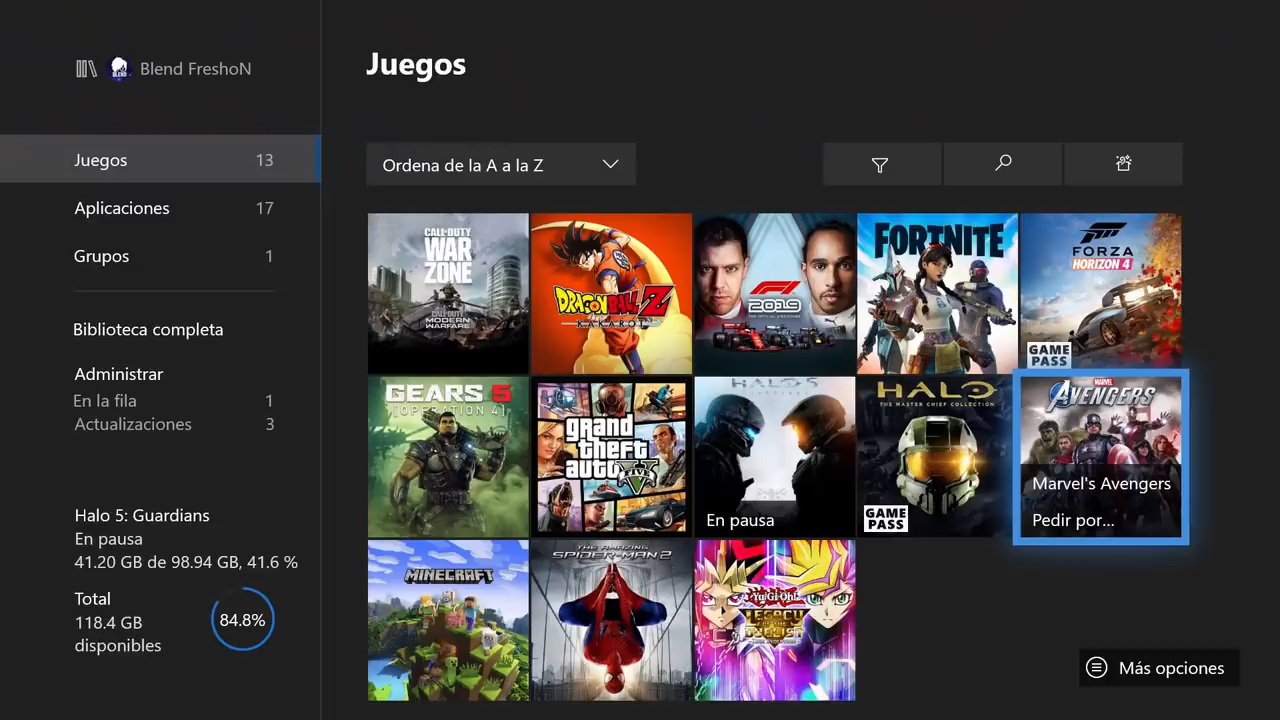 Blend FreshoN
Juegos 13
Aplicaciones 17
Grupos 1
Biblioteca completa
Administrar
En la fila 1
Actualizaciones 3
Halo 5: Guardians
En pausa
41.20 GB de 98.94 GB, 41.6 %
Total
118.4 GB
disponibles
84.8%
Juegos
Ordena de la A a la Z
CALL OF DUTY
WAR
ZONE
CALL OF DUTY
MODERN
WARFARE
DRAGON BALL Z
KAKAROT
F1
2019
FORTNITE
FORZA
HORIZON 4
GAME
PASS
GEARS 5
[OPERATION 4]
grand
theft
auto V
HALO 5
En pausa
HALO
THE MASTER CHIEF COLLECTION
GAME
PASS
MARVEL
AVENGERS
Marvel's Avengers
Pedir por...
MINECRAFT
THE AMAZING
SPIDER-MAN 2
Yu-Gi-Oh!
LEGACY
OF THE
DUELIST
Más opciones